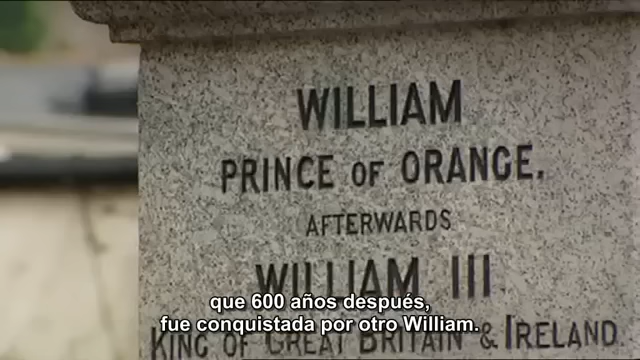 WILLIAM
PRINCE OF ORANGE.
AFTERWARDS
WILLIAM III
que 600 años después,
fue conquistada por otro William.
KING OF GREAT BRITAIN & IRELAND